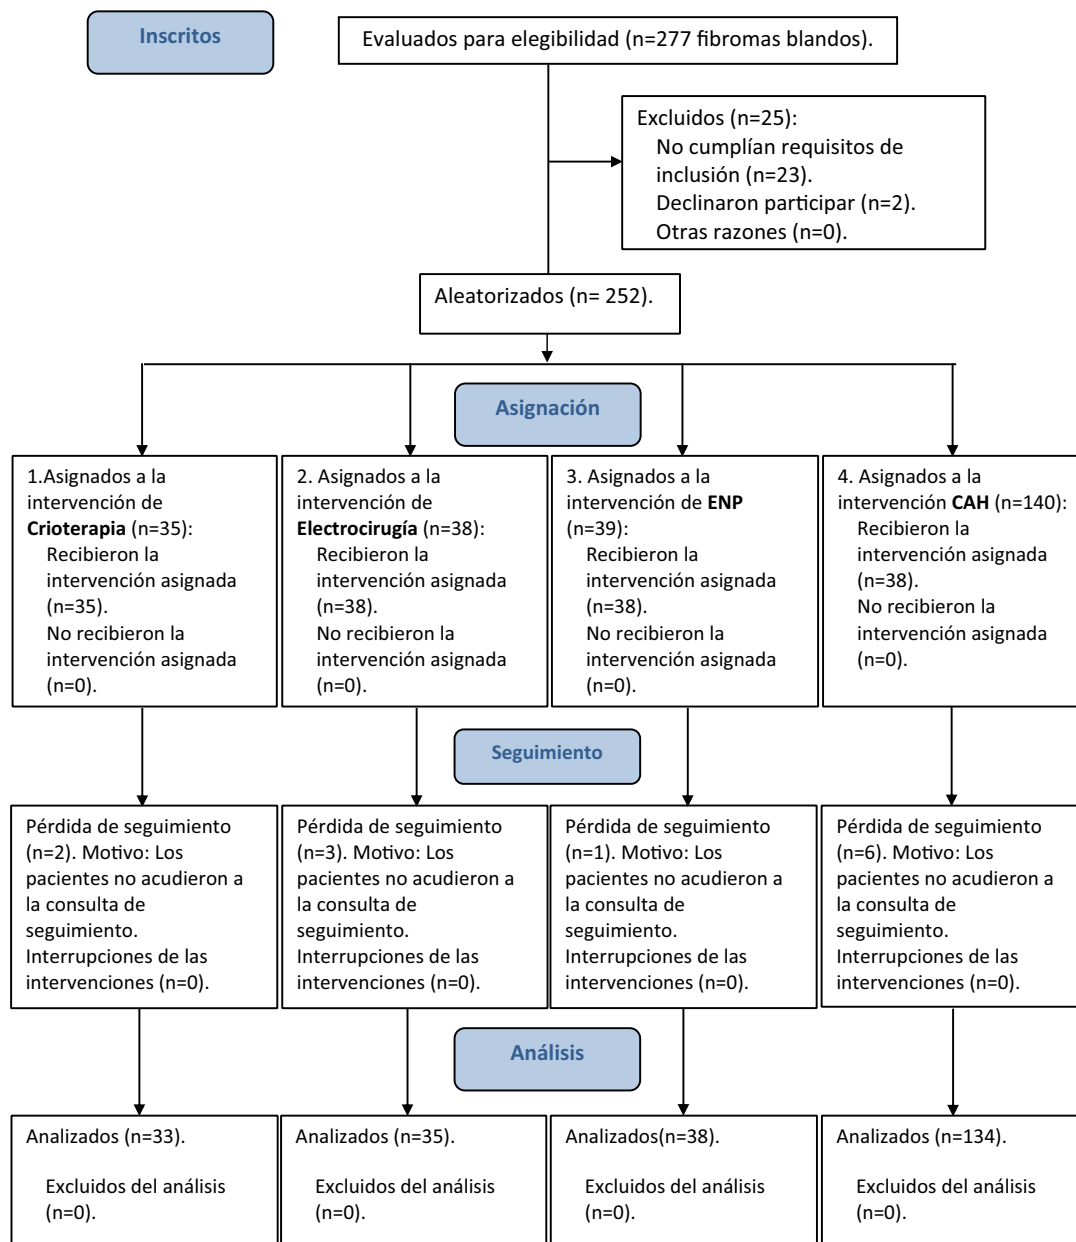 Inscritos
Evaluados para elegibilidad (n=277 fibromas blandos).
Excluidos (n=25):
No cumplían requisitos de
inclusión (n=23).
Declinaron participar (n=2).
Otras razones (n=0).
Aleatorizados (n= 252).
Asignación
1.Asignados a la
intervención de
Crioterapia (n=35):
Recibieron la
intervención asignada
(n=35).
No recibieron la
intervención asignada
(n=0).
2. Asignados a la
intervención de
Electrocirugía (n=38):
Recibieron la
intervención asignada
(n=38).
No recibieron la
intervención asignada
(n=0).
3. Asignados a la
intervención de ENP
(n=39):
Recibieron la
intervención asignada
(n=38).
No recibieron la
intervención asignada
(n=0).
4. Asignados a la
intervención CAH (n=140):
Recibieron la
intervención asignada
(n=38).
No recibieron la
intervención asignada
(n=0).
Seguimiento
Pérdida de seguimiento
(n=2). Motivo: Los
pacientes no acudieron a
la consulta de
seguimiento.
Interrupciones de las
intervenciones (n=0).
Pérdida de seguimiento
(n=3). Motivo: Los
pacientes no acudieron a
la consulta de
seguimiento.
Interrupciones de las
intervenciones (n=0).
Pérdida de seguimiento
(n=1). Motivo: Los
pacientes no acudieron a
la consulta de
seguimiento.
Interrupciones de las
intervenciones (n=0).
Pérdida de seguimiento
(n=6). Motivo: Los
pacientes no acudieron a
la consulta de
seguimiento.
Interrupciones de las
intervenciones (n=0).
Análisis
Analizados (n=33).
Excluidos del análisis
(n=0).
Analizados (n=35).
Excluidos del análisis
(n=0).
Analizados(n=38).
Excluidos del análisis
(n=0).
Analizados (n=134).
Excluidos del análisis
(n=0).